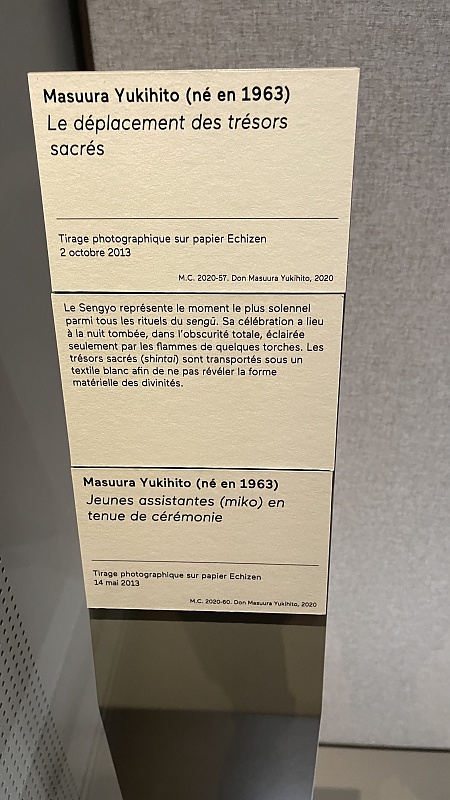 Masuura Yukihito (né en 1963)
Le déplacement des trésors
sacrés
Tirage photographique sur papier Echizen
2 octobre 2013
M.C. 2020-57. Don Masuura Yukihito, 2020
Le Sengyo représente le moment le plus solennel
parmi tous les rituels du sengū. Sa célébration a lieu
à la nuit tombée, dans l'obscurité totale, éclairée
seulement par les flammes de quelques torches. Les
trésors sacrés (shintai) sont transportés sous un
textile blanc afin de ne pas révéler la forme
matérielle des divinités.
Masuura Yukihito (né en 1963)
Jeunes assistantes (miko) en
tenue de cérémonie
Tirage photographique sur papier Echizen
14 mai 2013
M.C. 2020-60. Don Masuura Yukihito, 2020